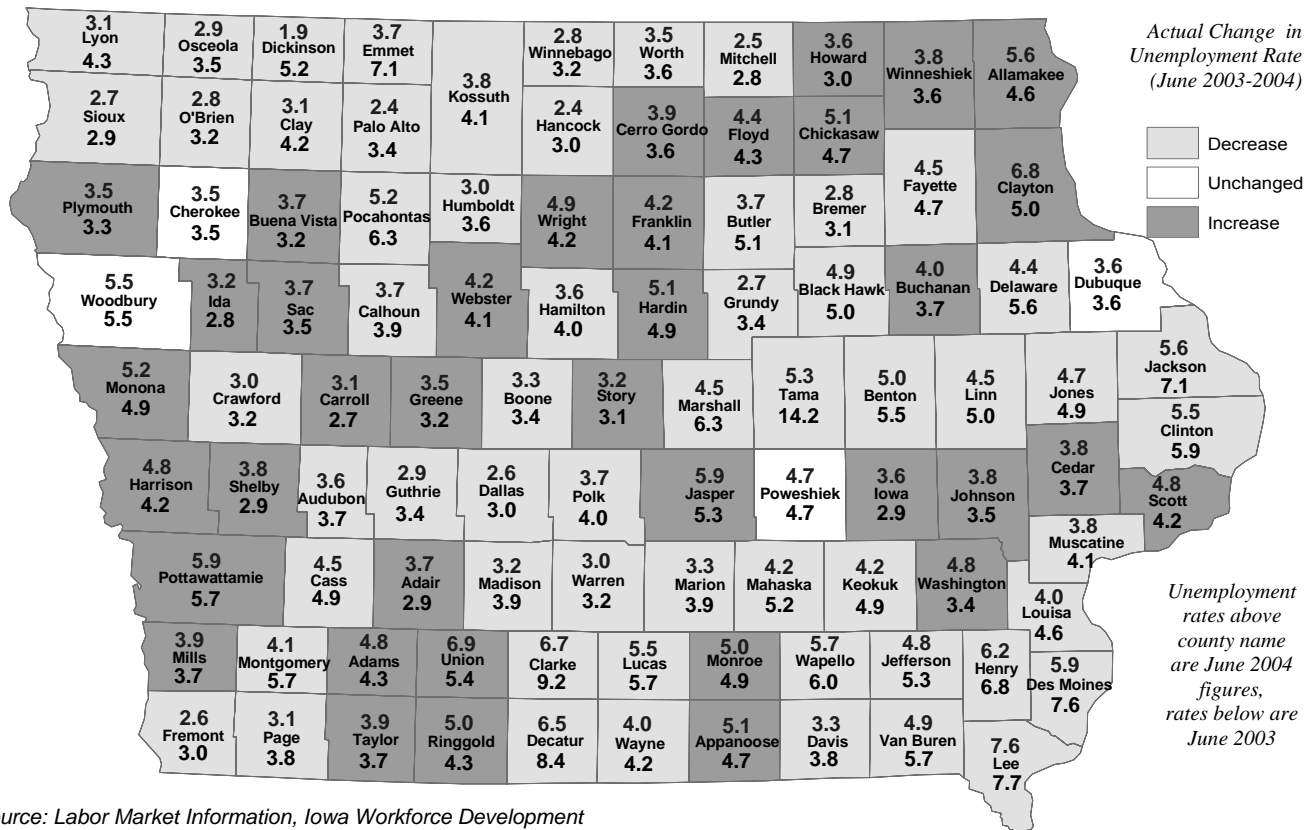 Actual Change in
Unemployment Rate
(June 2003-2004)
Decrease
Unchanged
Increase
3.1
Lyon
4.3
2.9
Osceola
3.5
1.9
Dickinson
5.2
3.7
Emmet
7.1
3.8
Kossuth
4.1
2.8
Winnebago
3.2
3.5
Worth
3.6
2.5
Mitchell
2.8
3.6
Howard
3.0
3.8
Winneshiek
3.6
5.6
Allamakee
4.6
2.7
Sioux
2.9
2.8
O'Brien
3.2
3.1
Clay
4.2
2.4
Palo Alto
3.4
2.4
Hancock
3.0
3.9
Cerro Gordo
3.6
4.4
Floyd
4.3
5.1
Chickasaw
4.7
4.5
Fayette
4.7
6.8
Clayton
5.0
3.5
Plymouth
3.3
3.5
Cherokee
3.5
3.7
Buena Vista
3.2
5.2
Pocahontas
6.3
3.0
Humboldt
3.6
4.9
Wright
4.2
4.2
Franklin
4.1
3.7
Butler
5.1
2.8
Bremer
3.1
5.5
Woodbury
5.5
3.2
Ida
2.8
3.7
Sac
3.5
3.7
Calhoun
3.9
4.2
Webster
4.1
3.6
Hamilton
4.0
5.1
Hardin
4.9
2.7
Grundy
3.4
4.9
Black Hawk
5.0
4.0
Buchanan
3.7
4.4
Delaware
5.6
3.6
Dubuque
3.6
5.2
Monona
4.9
3.0
Crawford
3.2
3.1
Carroll
2.7
3.5
Greene
3.2
3.3
Boone
3.4
3.2
Story
3.1
4.5
Marshall
6.3
5.3
Tama
14.2
5.0
Benton
5.5
4.5
Linn
5.0
4.7
Jones
4.9
5.6
Jackson
7.1
5.5
Clinton
5.9
4.8
Harrison
4.2
3.8
Shelby
2.9
3.6
Audubon
3.7
2.9
Guthrie
3.4
2.6
Dallas
3.0
3.7
Polk
4.0
5.9
Jasper
5.3
4.7
Poweshiek
4.7
3.6
Iowa
2.9
3.8
Johnson
3.5
3.8
Cedar
3.7
4.8
Scott
4.2
3.8
Muscatine
4.1
5.9
Pottawattamie
5.7
4.5
Cass
4.9
3.7
Adair
2.9
3.2
Madison
3.9
3.0
Warren
3.2
3.3
Marion
3.9
4.2
Mahaska
5.2
4.2
Keokuk
4.9
4.8
Washington
3.4
4.0
Louisa
4.6
3.9
Mills
3.7
4.1
Montgomery
5.7
4.8
Adams
4.3
6.9
Union
5.4
6.7
Clarke
9.2
5.5
Lucas
5.7
5.0
Monroe
4.9
5.7
Wapello
6.0
4.8
Jefferson
5.3
6.2
Henry
6.8
5.9
Des Moines
7.6
2.6
Fremont
3.0
3.1
Page
3.8
3.9
Taylor
3.7
5.0
Ringgold
4.3
6.5
Decatur
8.4
4.0
Wayne
4.2
5.1
Appanoose
4.7
3.3
Davis
3.8
4.9
Van Buren
5.7
7.6
Lee
7.7
Unemployment
rates above
county name
are June 2004
figures,
rates below are
June 2003
urce: Labor Market Information, Iowa Workforce Development